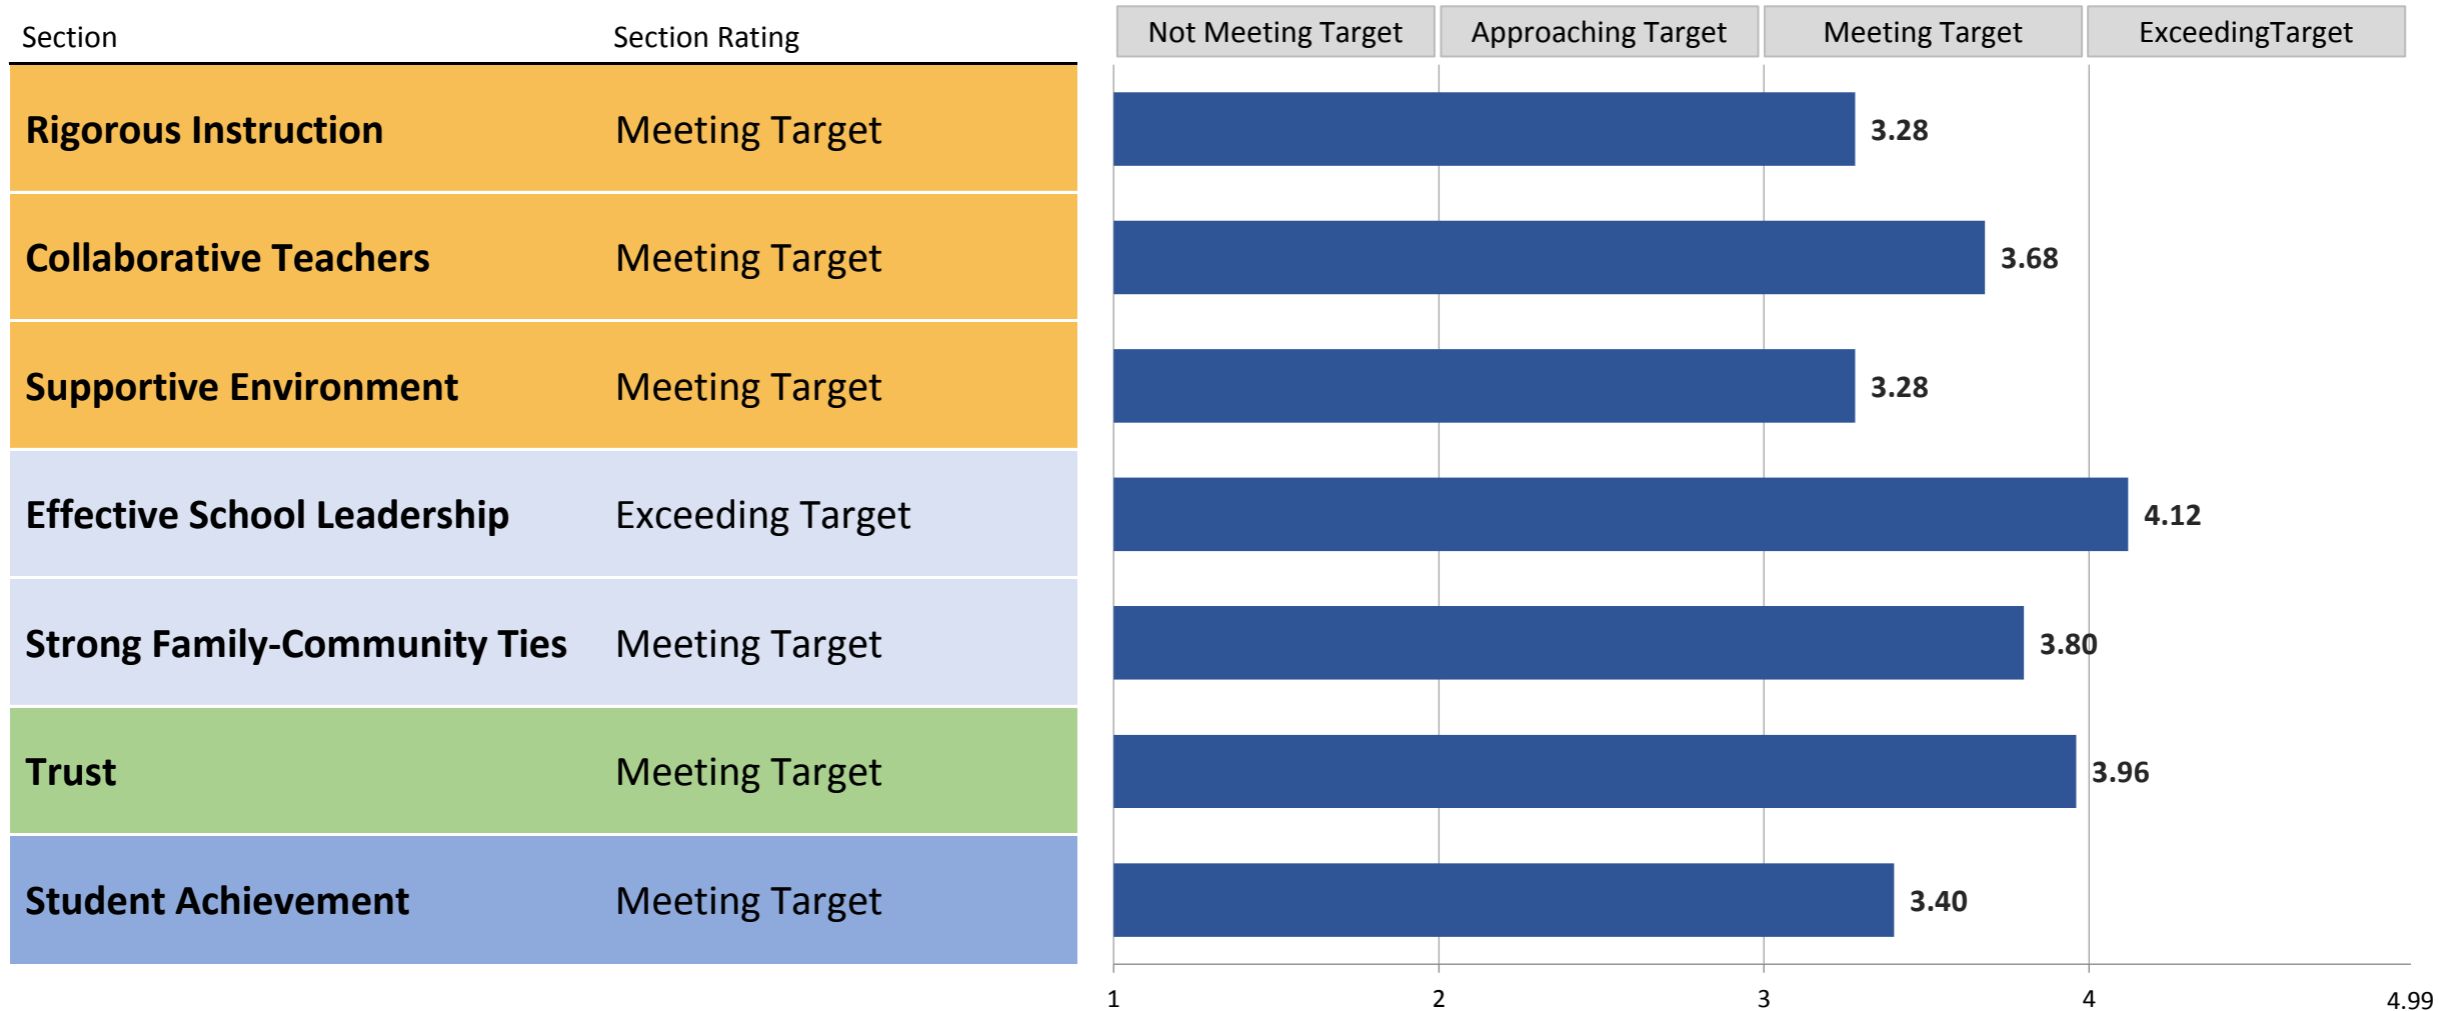 Section Section Rating Not Meeting Target Approaching Target Meeting Target ExceedingTarget
Rigorous Instruction Meeting Target 3.28
Collaborative Teachers Meeting Target 3.68
Supportive Environment Meeting Target 3.28
Effective School Leadership Exceeding Target 4.12
Strong Family-Community Ties Meeting Target 3.80
Trust Meeting Target 3.96
Student Achievement Meeting Target 3.40
1 2 3 4 4.99